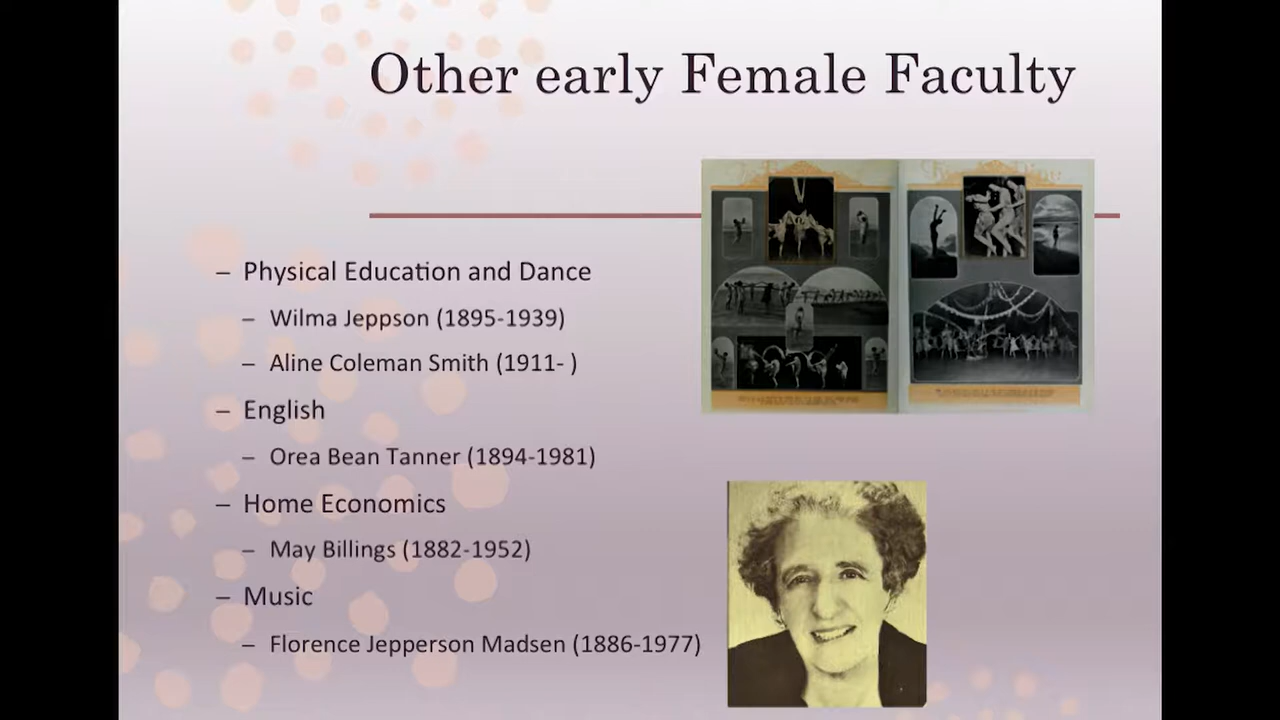 Other early Female Faculty
– Physical Education and Dance
– Wilma Jeppson (1895-1939)
– Aline Coleman Smith (1911- )
– English
– Orea Bean Tanner (1894-1981)
– Home Economics
– May Billings (1882-1952)
– Music
– Florence Jepperson Madsen (1886-1977)